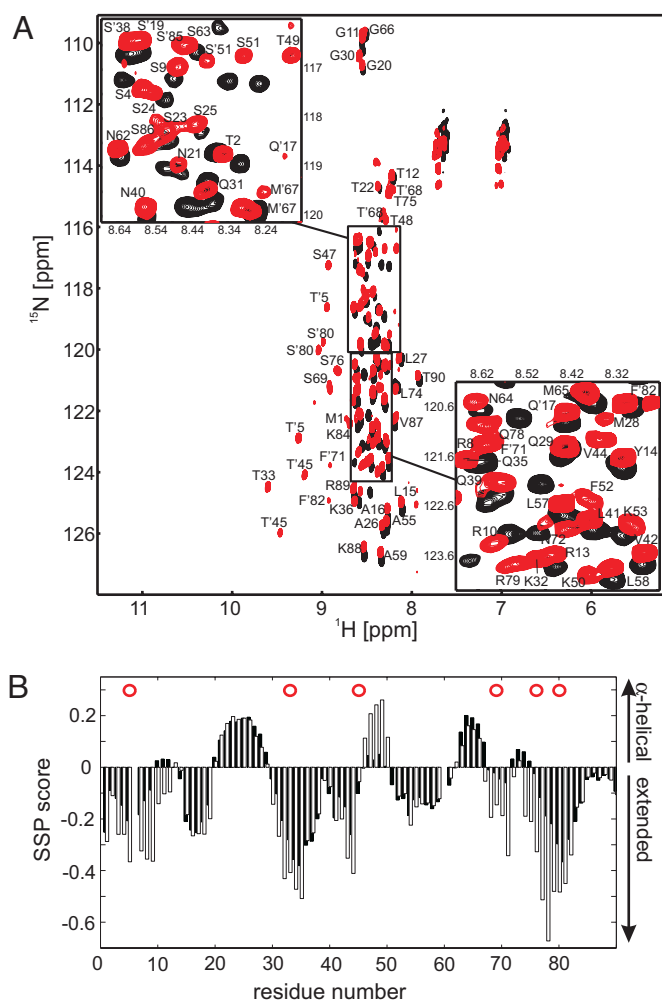 A
S'38 S'19 S63 T49
S'85 S'51 S51
S9
S4
S24 S23 S25
N62 S86 T2
N21 Q'17
Q31 M'67
N40 M'67
117
118
119
120
8.64 8.54 8.44 8.34 8.24
G11 G66
G30
G20
T12
T22 T'68
T75
T'68
T48
S47
T'5
S'80
S'80
S76
S69
M1
K84
T'5
F'71
T33 T'45
R89
F'82 K36 A16
T'45
A26 A55
K88
A59
L27
T90
L74
V87
L15
8.62 8.52 8.42 8.32
120.6
121.6
122.6
123.6
N64 M65 F'82
Q'17 M28
Q78
R8 F'71 Q29 V44 Y14
Q35
Q39 F52
L57 L41 K53
R10 N72 V42
R13
R79 K32 K50 L58
110
112
114
116
118
120
122
124
126
15N [ppm]
11 10 9 8 7 6
1H [ppm]
B
0.2
0
-0.2
-0.4
-0.6
SSP score
0 10 20 30 40 50 60 70 80
residue number
α-helical
extended